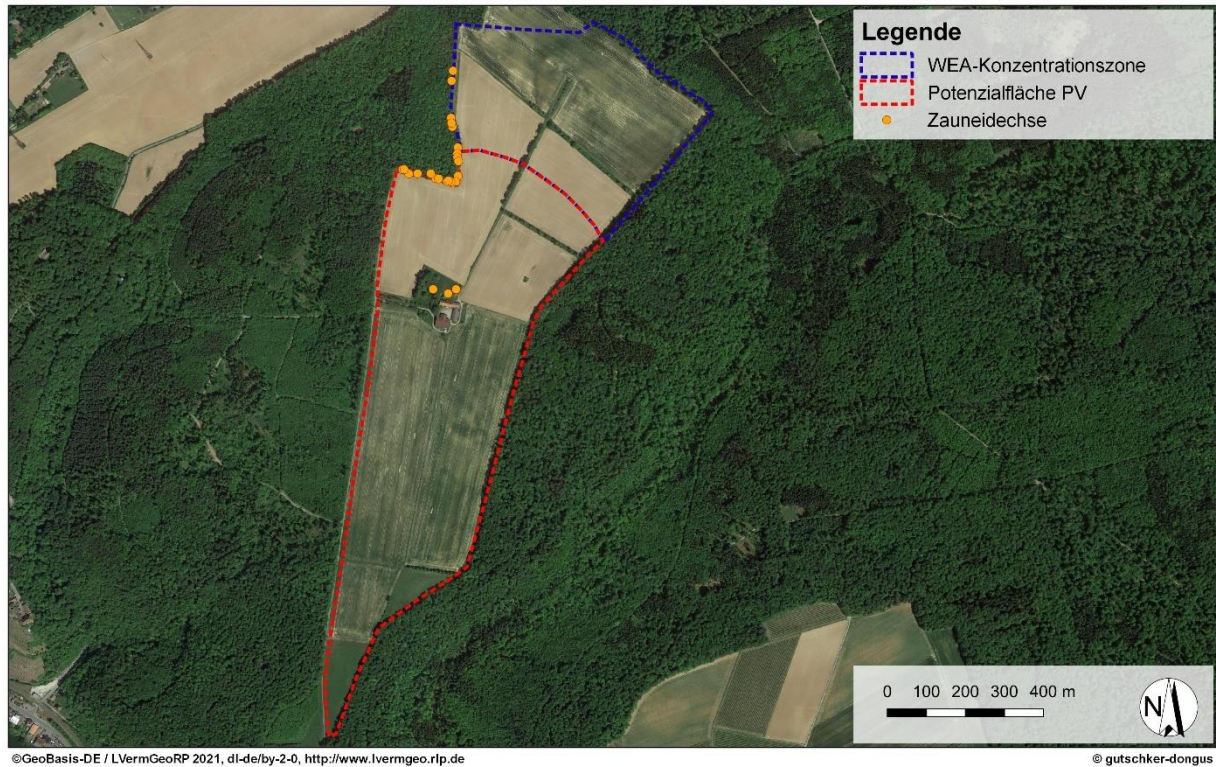 Legende
WEA-Konzentrationszone
Potenzialfläche PV
Zauneidechse
0 100 200 300 400 m
N
©GeoBasis-DE / LVermGeoRP 2021, dl-de/by-2-0, http://www.lvermgeo.rlp.de
© gutschker-dongus